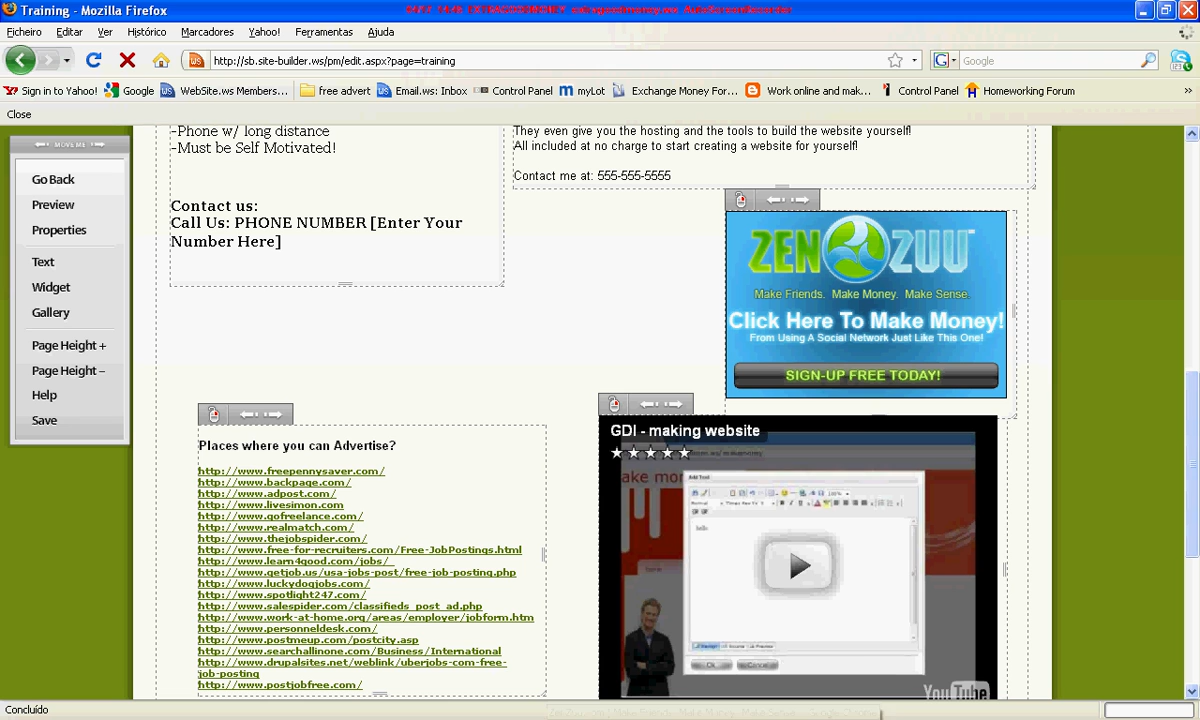 Training - Mozilla Firefox
Ficheiro Editar Ver Histórico Marcadores Yahoo! Ferramentas Ajuda
http://sb.site-builder.ws/pm/edit.aspx?page=training
Google
Sign in to Yahoo! Google WebSite.ws Members... free advert Email.ws: Inbox Control Panel myLot Exchange Money For... Work online and mak... Control Panel Homeworking Forum
Close
MOVE ME
Go Back
Preview
Properties
Text
Widget
Gallery
Page Height +
Page Height –
Help
Save
-Phone w/ long distance
-Must be Self Motivated!
Contact us:
Call Us: PHONE NUMBER [Enter Your
Number Here]
They even give you the hosting and the tools to build the website yourself!
All included at no charge to start creating a website for yourself!
Contact me at: 555-555-5555
ZENZUU™
Make Friends. Make Money. Make Sense.
Click Here To Make Money!
From Using A Social Network Just Like This One!
SIGN-UP FREE TODAY!
Places where you can Advertise?
http://www.freepennysaver.com/
http://www.backpage.com/
http://www.adpost.com/
http://www.livesimon.com
http://www.gofreelance.com/
http://www.realmatch.com/
http://www.thejobspider.com/
http://www.free-for-recruiters.com/Free-JobPostings.html
http://www.learn4good.com/jobs/
http://www.getjob.us/usa-jobs-post/free-job-posting.php
http://www.luckydogjobs.com/
http://www.spotlight247.com/
http://www.salespider.com/classifieds_post_ad.php
http://www.work-at-home.org/areas/employer/jobform.htm
http://www.personneldesk.com/
http://www.postmeup.com/postcity.asp
http://www.searchallinone.com/Business/International
http://www.drupalsites.net/weblink/uberjobs-com-free-
job-posting
http://www.postjobfree.com/
GDI - making website
ake mon
Add Text
hello
Ok Cancel
YouTube
Concluído